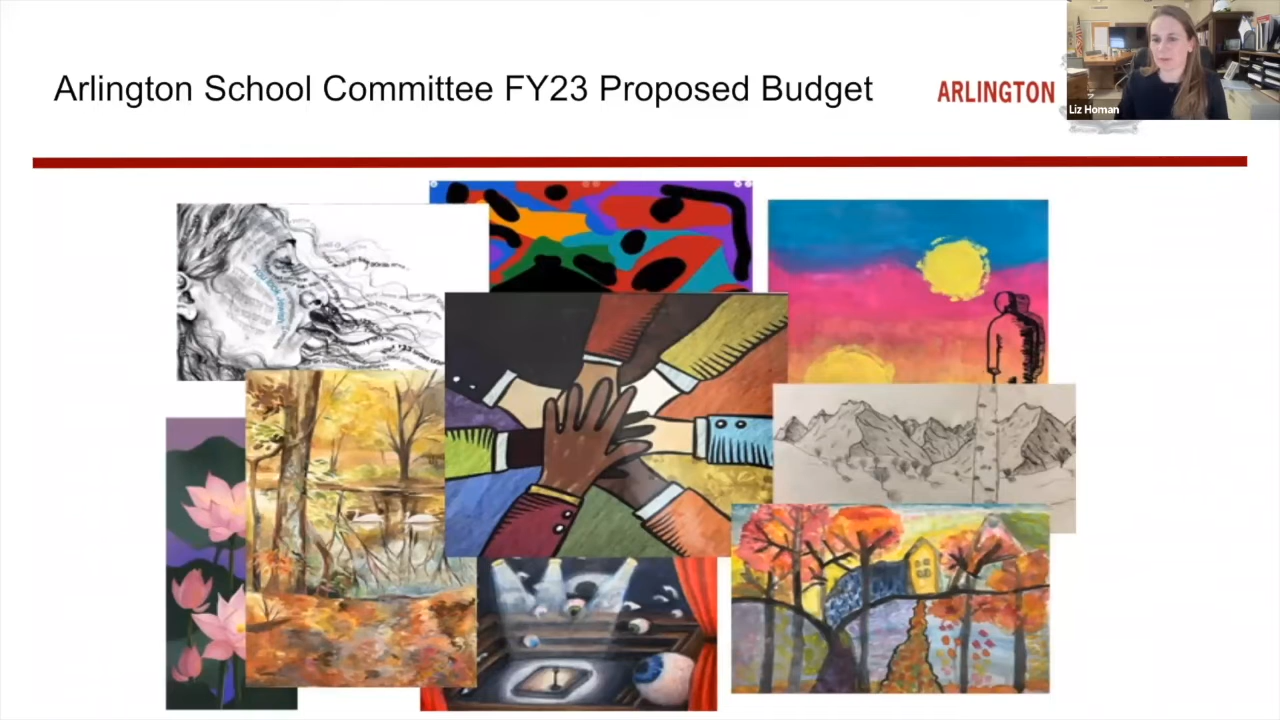 Arlington School Committee FY23 Proposed Budget
ARLINGTON
Liz Homan